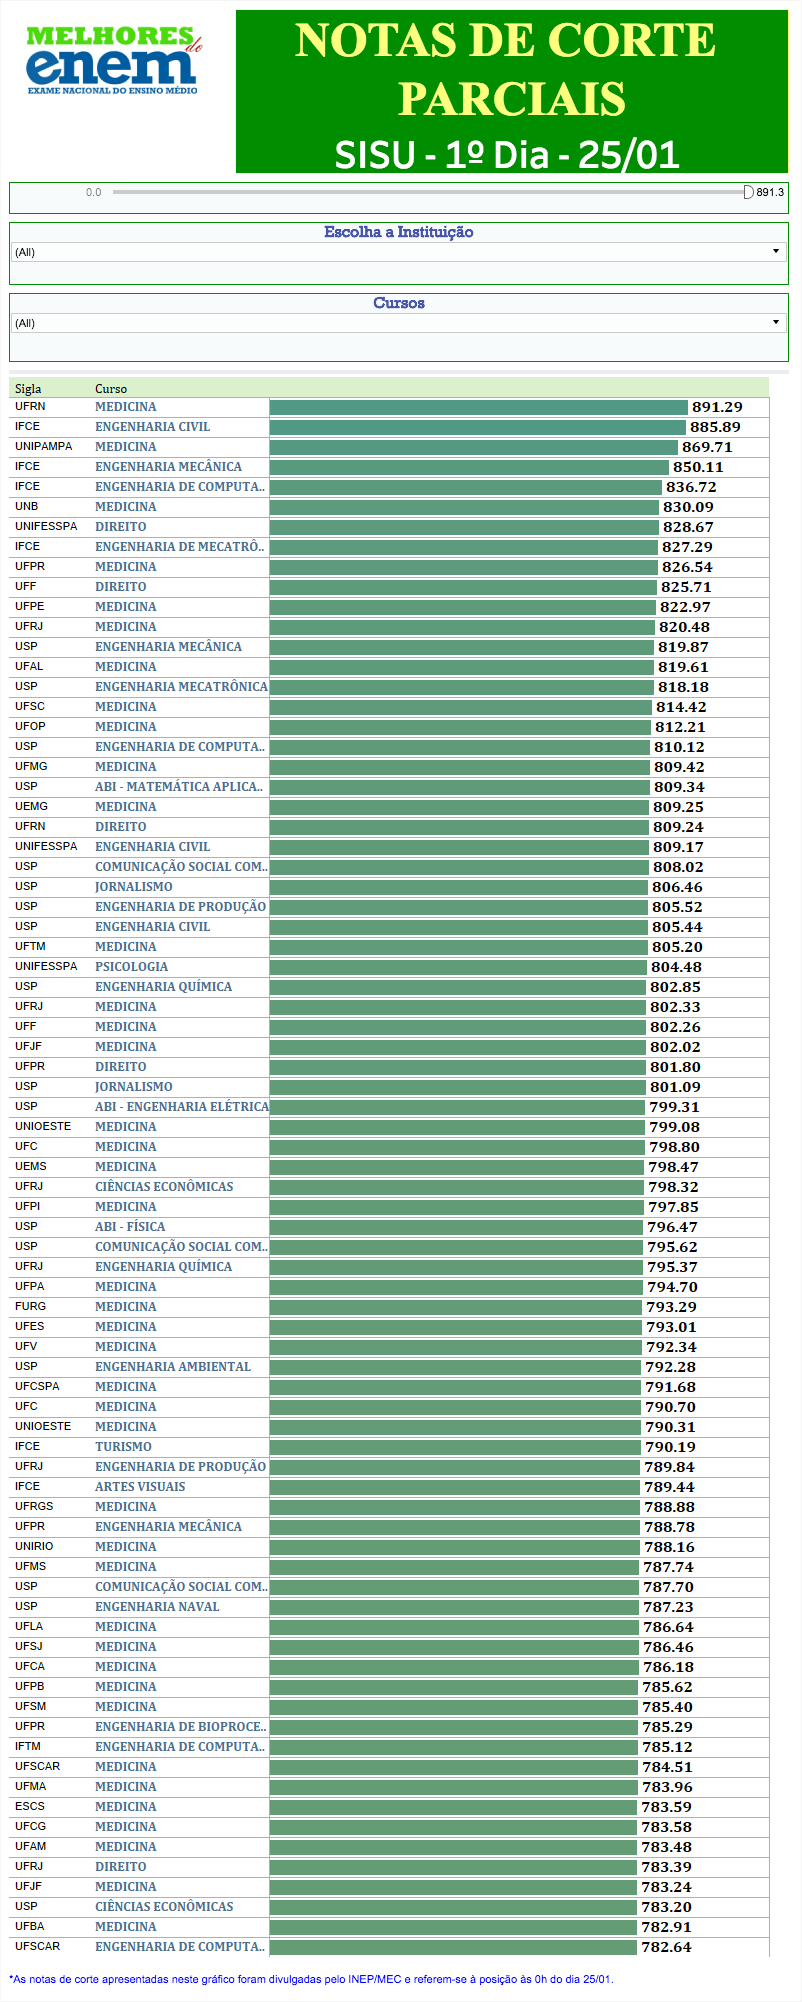 MELHORES do
enem
EXAME NACIONAL DO ENSINO MÉDIO
NOTAS DE CORTE
PARCIAIS
SISU - 1º Dia - 25/01
0.0 891.3
Escolha a Instituição
(All)
Cursos
(All)
Sigla Curso
UFRN MEDICINA 891.29
IFCE ENGENHARIA CIVIL 885.89
UNIPAMPA MEDICINA 869.71
IFCE ENGENHARIA MECÂNICA 850.11
IFCE ENGENHARIA DE COMPUTA.. 836.72
UNB MEDICINA 830.09
UNIFESSPA DIREITO 828.67
IFCE ENGENHARIA DE MECATRÔ.. 827.29
UFPR MEDICINA 826.54
UFF DIREITO 825.71
UFPE MEDICINA 822.97
UFRJ MEDICINA 820.48
USP ENGENHARIA MECÂNICA 819.87
UFAL MEDICINA 819.61
USP ENGENHARIA MECATRÔNICA 818.18
UFSC MEDICINA 814.42
UFOP MEDICINA 812.21
USP ENGENHARIA DE COMPUTA.. 810.12
UFMG MEDICINA 809.42
USP ABI - MATEMÁTICA APLICA.. 809.34
UEMG MEDICINA 809.25
UFRN DIREITO 809.24
UNIFESSPA ENGENHARIA CIVIL 809.17
USP COMUNICAÇÃO SOCIAL COM.. 808.02
USP JORNALISMO 806.46
USP ENGENHARIA DE PRODUÇÃO 805.52
USP ENGENHARIA CIVIL 805.44
UFTM MEDICINA 805.20
UNIFESSPA PSICOLOGIA 804.48
USP ENGENHARIA QUÍMICA 802.85
UFRJ MEDICINA 802.33
UFF MEDICINA 802.26
UFJF MEDICINA 802.02
UFPR DIREITO 801.80
USP JORNALISMO 801.09
USP ABI - ENGENHARIA ELÉTRICA 799.31
UNIOESTE MEDICINA 799.08
UFC MEDICINA 798.80
UEMS MEDICINA 798.47
UFRJ CIÊNCIAS ECONÔMICAS 798.32
UFPI MEDICINA 797.85
USP ABI - FÍSICA 796.47
USP COMUNICAÇÃO SOCIAL COM.. 795.62
UFRJ ENGENHARIA QUÍMICA 795.37
UFPA MEDICINA 794.70
FURG MEDICINA 793.29
UFES MEDICINA 793.01
UFV MEDICINA 792.34
USP ENGENHARIA AMBIENTAL 792.28
UFCSPA MEDICINA 791.68
UFC MEDICINA 790.70
UNIOESTE MEDICINA 790.31
IFCE TURISMO 790.19
UFRJ ENGENHARIA DE PRODUÇÃO 789.84
IFCE ARTES VISUAIS 789.44
UFRGS MEDICINA 788.88
UFPR ENGENHARIA MECÂNICA 788.78
UNIRIO MEDICINA 788.16
UFMS MEDICINA 787.74
USP COMUNICAÇÃO SOCIAL COM.. 787.70
USP ENGENHARIA NAVAL 787.23
UFLA MEDICINA 786.64
UFSJ MEDICINA 786.46
UFCA MEDICINA 786.18
UFPB MEDICINA 785.62
UFSM MEDICINA 785.40
UFPR ENGENHARIA DE BIOPROCE.. 785.29
IFTM ENGENHARIA DE COMPUTA.. 785.12
UFSCAR MEDICINA 784.51
UFMA MEDICINA 783.96
ESCS MEDICINA 783.59
UFCG MEDICINA 783.58
UFAM MEDICINA 783.48
UFRJ DIREITO 783.39
UFJF MEDICINA 783.24
USP CIÊNCIAS ECONÔMICAS 783.20
UFBA MEDICINA 782.91
UFSCAR ENGENHARIA DE COMPUTA.. 782.64
*As notas de corte apresentadas neste gráfico foram divulgadas pelo INEP/MEC e referem-se à posição às 0h do dia 25/01.